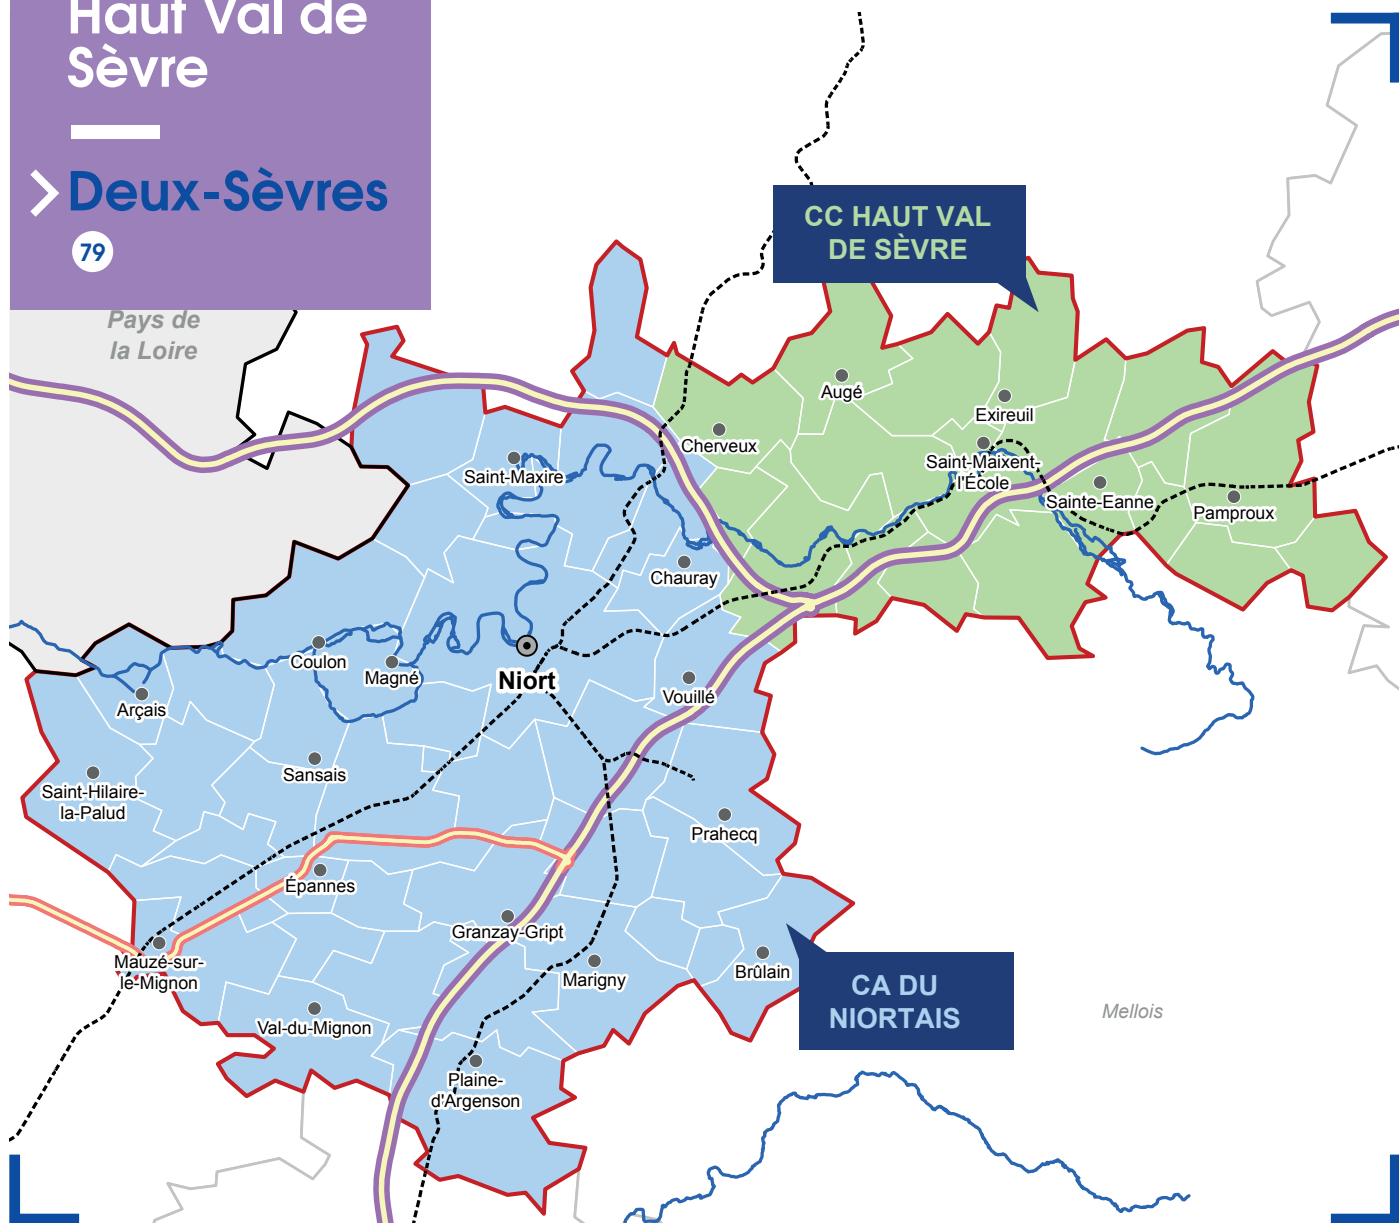 Haut Val de
Sèvre
Deux-Sèvres
79
Pays de
la Loire
CC HAUT VAL
DE SÈVRE
Augé
Exireuil
Cherveux
Saint-Maixent-
l'École
Saint-Maxire
Sainte-Eanne
Pamproux
Chauray
Coulon
Magné
Niort
Vouillé
Arçais
Sansais
Saint-Hilaire-
la-Palud
Prahecq
Épannes
Granzay-Gript
Mauzé-sur-
le-Mignon
Marigny
Brûlain
CA DU
NIORTAIS
Mellois
Val-du-Mignon
Plaine-
d'Argenson